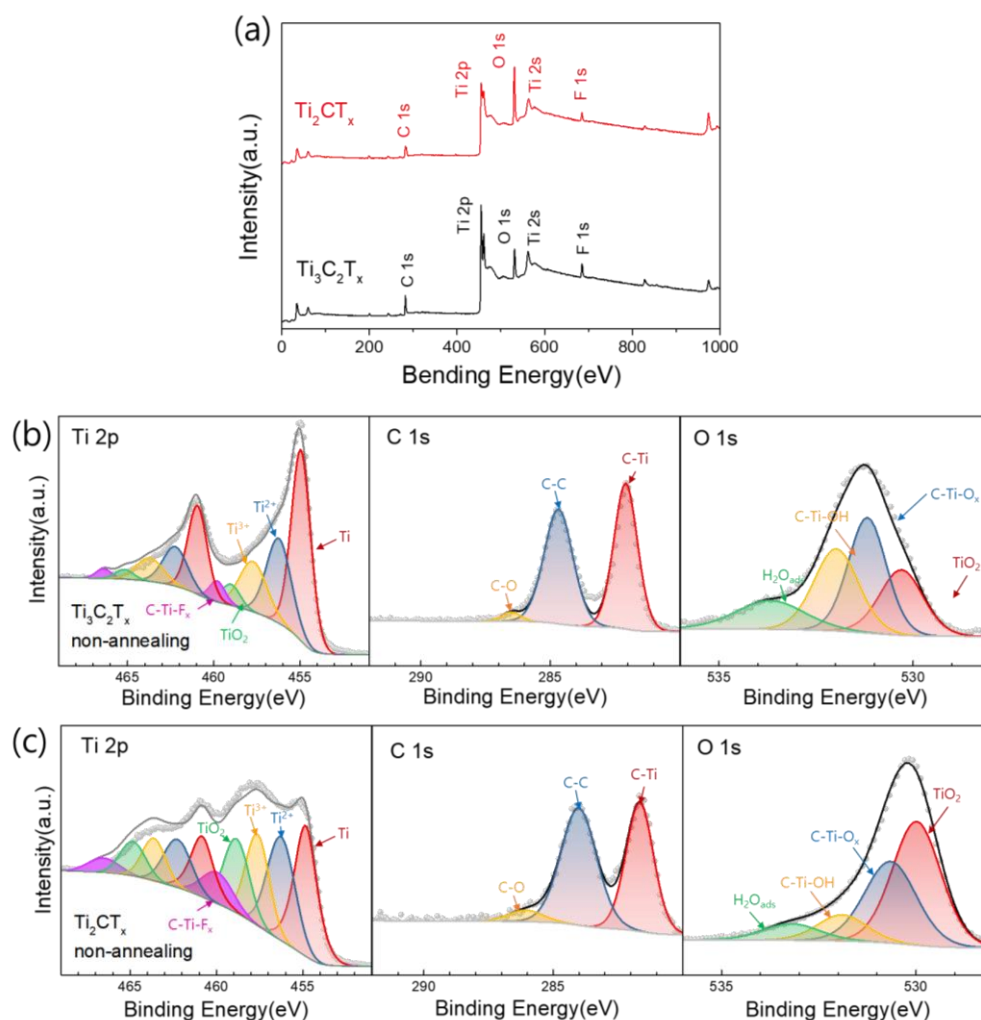 (a)
Intensity(a.u.)
Ti₂CTₓ
C 1s
Ti 2p
O 1s
Ti 2s
F 1s
Ti₃C₂Tₓ
C 1s
Ti 2p
O 1s
Ti 2s
F 1s
0 200 400 600 800 1000
Bending Energy(eV)
(b)
Intensity(a.u.)
Ti 2p
Ti³⁺
Ti²⁺
Ti
C-Ti-Fₓ
TiO₂
Ti₃C₂Tₓ
non-annealing
465 460 455
Binding Energy(eV)
C 1s
C-Ti
C-C
C-O
290 285
Binding Energy(eV)
O 1s
C-Ti-Oₓ
C-Ti-OH
TiO₂
H₂Oads
535 530
Binding Energy(eV)
(c)
Intensity(a.u.)
Ti 2p
TiO₂
Ti³⁺
Ti²⁺
Ti
C-Ti-Fₓ
Ti₂CTₓ
non-annealing
465 460 455
Binding Energy(eV)
C 1s
C-Ti
C-C
C-O
290 285
Binding Energy(eV)
O 1s
TiO₂
C-Ti-Oₓ
C-Ti-OH
H₂Oads
535 530
Binding Energy(eV)